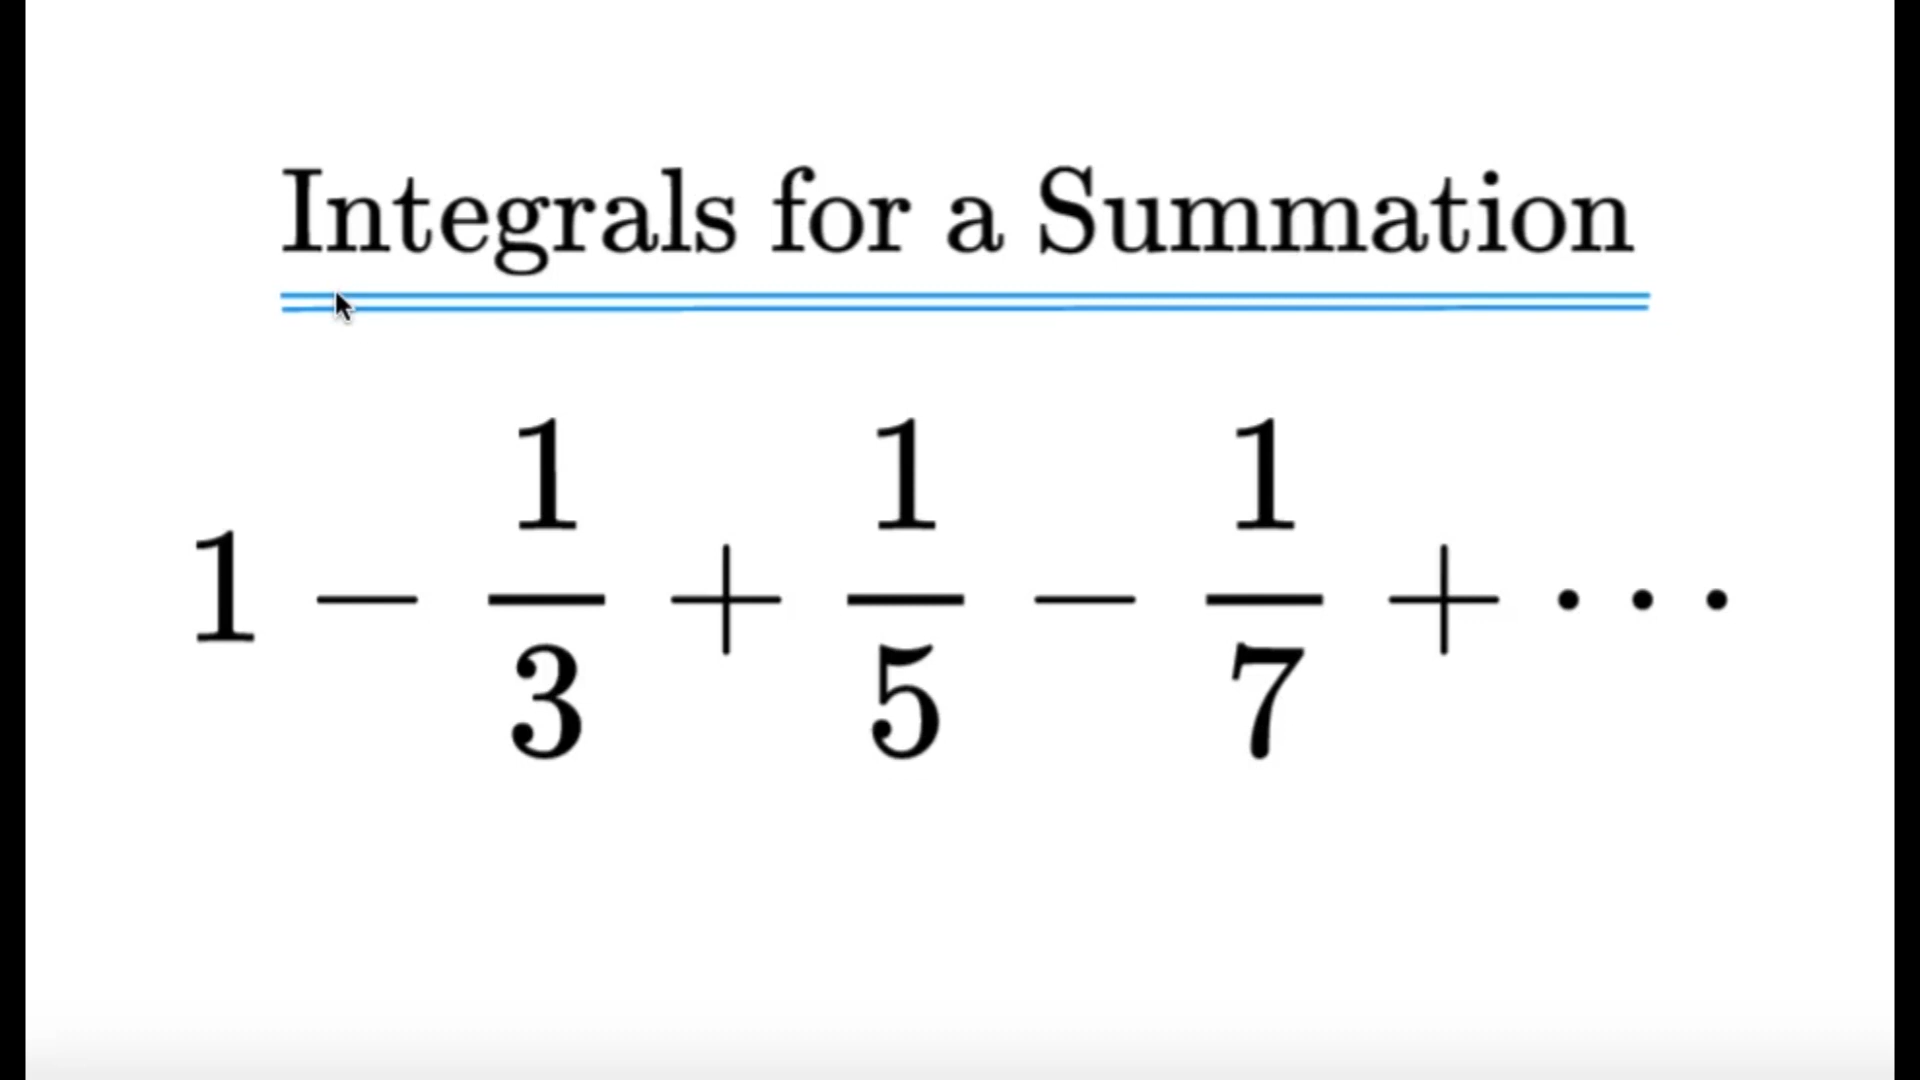 Integrals for a Summation
1 − 1/3 + 1/5 − 1/7 + ···